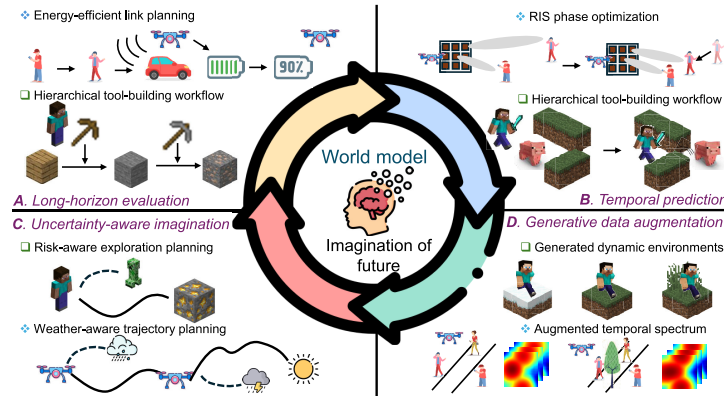 Energy-efficient link planning
90%
Hierarchical tool-building workflow
A. Long-horizon evaluation
RIS phase optimization
Hierarchical tool-building workflow
B. Temporal prediction
World model
Imagination of
future
C. Uncertainty-aware imagination
Risk-aware exploration planning
Weather-aware trajectory planning
D. Generative data augmentation
Generated dynamic environments
Augmented temporal spectrum